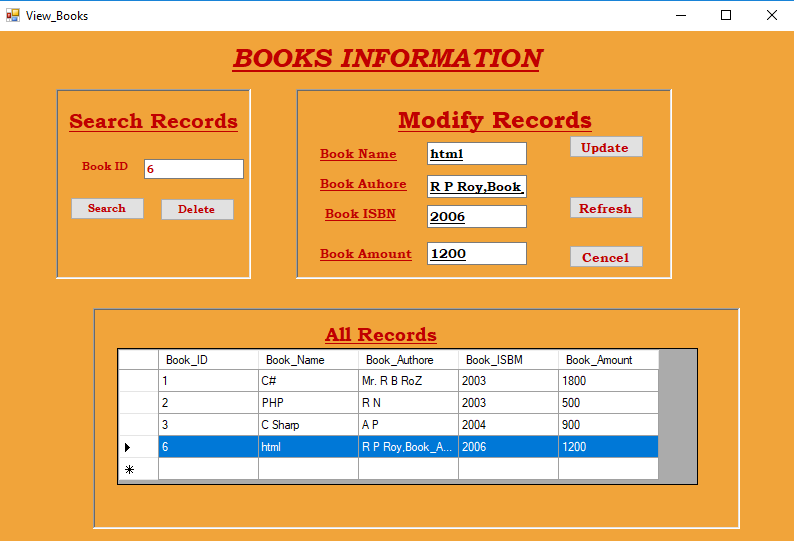 View_Books
BOOKS INFORMATION
Search Records
Book ID 6
Search Delete
Modify Records
Book Name html Update
Book Auhore R P Roy,Book_
Book ISBN 2006 Refresh
Book Amount 1200 Cencel
All Records
Book_ID Book_Name Book_Authore Book_ISBM Book_Amount
1 C# Mr. R B RoZ 2003 1800
2 PHP R N 2003 500
3 C Sharp A P 2004 900
6 html R P Roy,Book_A... 2006 1200